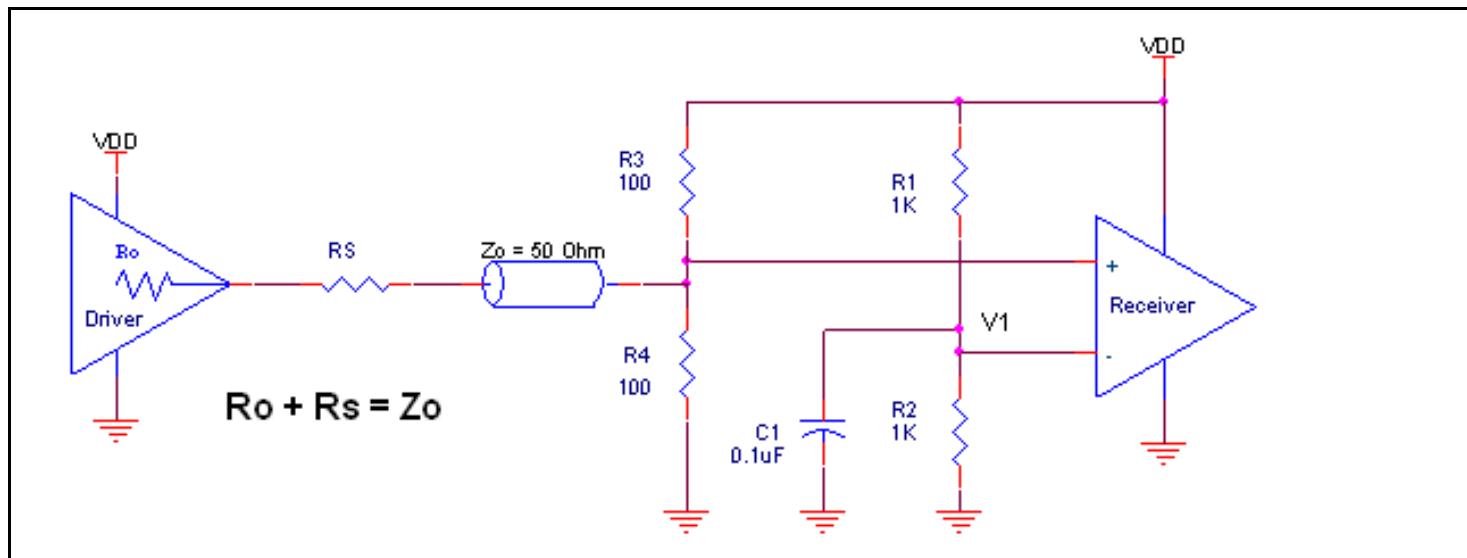 VDD
Ro
Driver
RS
Zo = 50 Ohm
Ro + Rs = Zo
R3
100
R4
100
VDD
R1
1K
V1
C1
0.1uF
R2
1K
+
-
Receiver